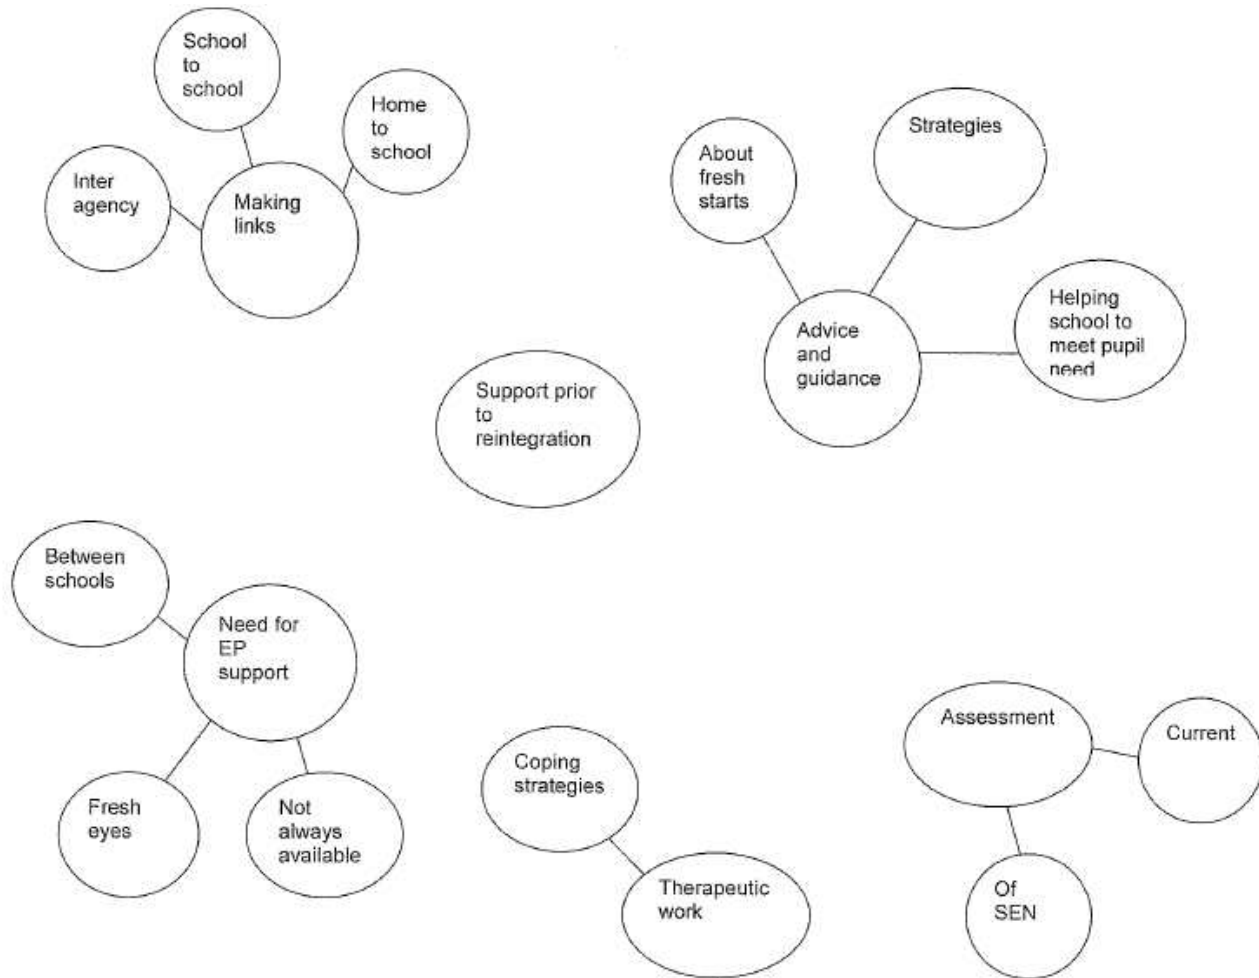 School
to
school
Home
to
school
Inter
agency
Making
links
Strategies
About
fresh
starts
Helping
school to
meet pupil
need
Advice
and
guidance
Support prior
to
reintegration
Between
schools
Need for
EP
support
Fresh
eyes
Not
always
available
Coping
strategies
Therapeutic
work
Assessment
Current
Of
SEN